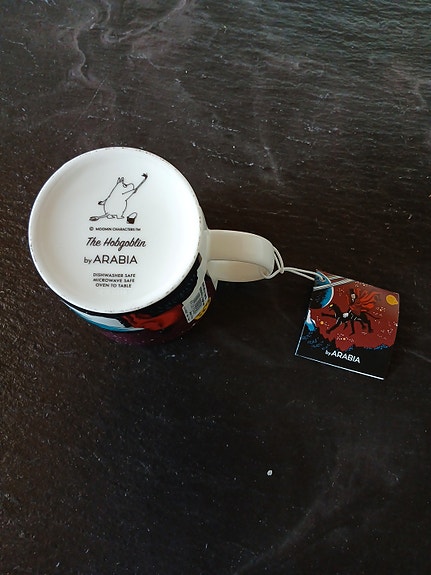 © MOOMIN CHARACTERS™
The Hobgoblin
by ARABIA
DISHWASHER SAFE
MICROWAVE SAFE
OVEN TO TABLE
by ARABIA